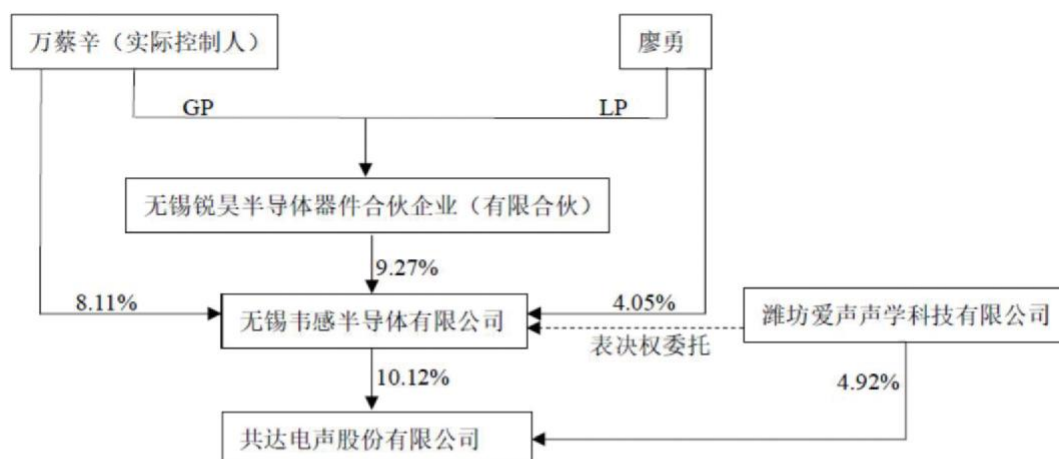 万蔡辛（实际控制人）
廖勇
GP
LP
无锡锐昊半导体器件合伙企业（有限合伙）
9.27%
8.11%
4.05%
无锡韦感半导体有限公司
潍坊爱声声学科技有限公司
表决权委托
10.12%
4.92%
共达电声股份有限公司